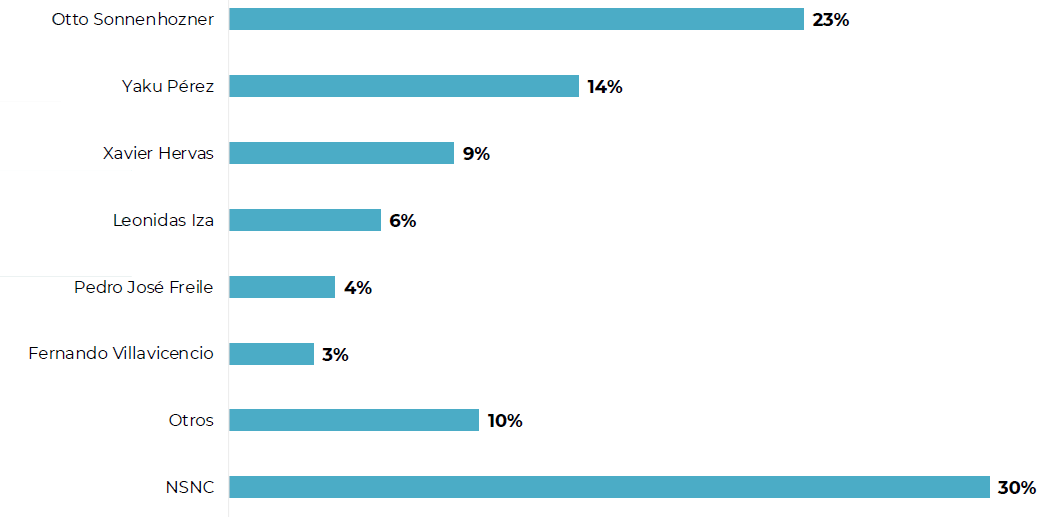 Otto Sonnenhozner 23%
Yaku Pérez 14%
Xavier Hervas 9%
Leonidas Iza 6%
Pedro José Freile 4%
Fernando Villavicencio 3%
Otros 10%
NSNC 30%